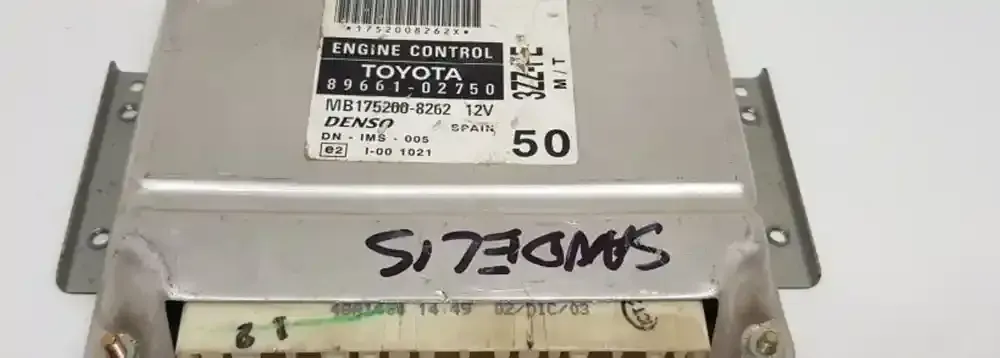 *1752008262X*
ENGINE CONTROL
TOYOTA
89661-02750
MB175200-8262 12V
DENSO SPAIN
DN - IMS - 005
e2 I-00 1021
3ZZ-FE
M/T
50
SANDELIS
14 49 02/DIC/03